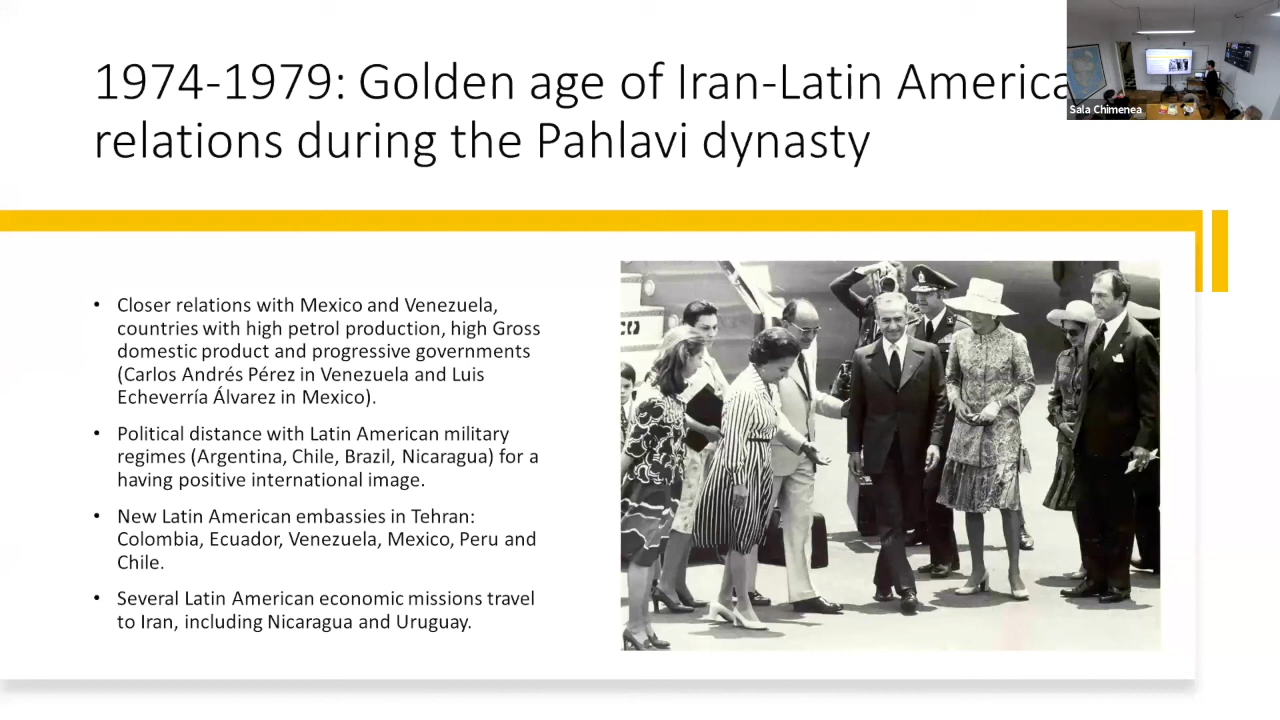 1974-1979: Golden age of Iran-Latin America
relations during the Pahlavi dynasty
Sala Chimenea
Closer relations with Mexico and Venezuela,
countries with high petrol production, high Gross
domestic product and progressive governments
(Carlos Andrés Pérez in Venezuela and Luis
Echeverría Álvarez in Mexico).
Political distance with Latin American military
regimes (Argentina, Chile, Brazil, Nicaragua) for a
having positive international image.
New Latin American embassies in Tehran:
Colombia, Ecuador, Venezuela, Mexico, Peru and
Chile.
Several Latin American economic missions travel
to Iran, including Nicaragua and Uruguay.